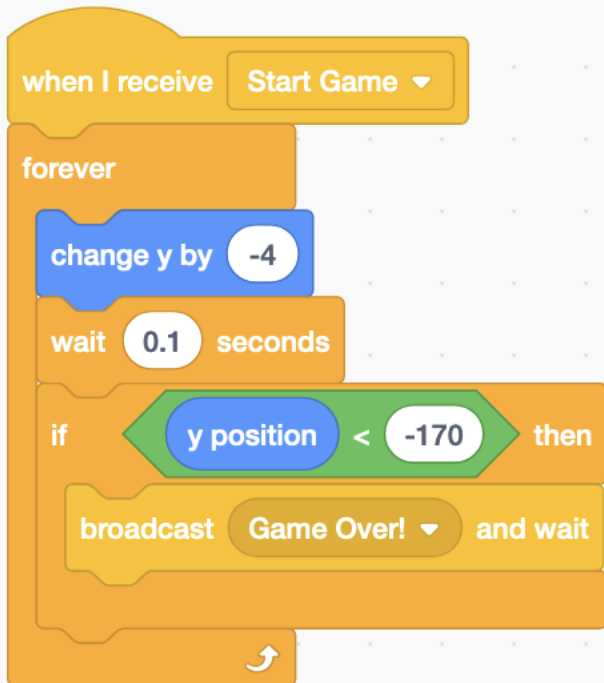 when I receive Start Game
forever
change y by -4
wait 0.1 seconds
if y position < -170 then
broadcast Game Over! and wait